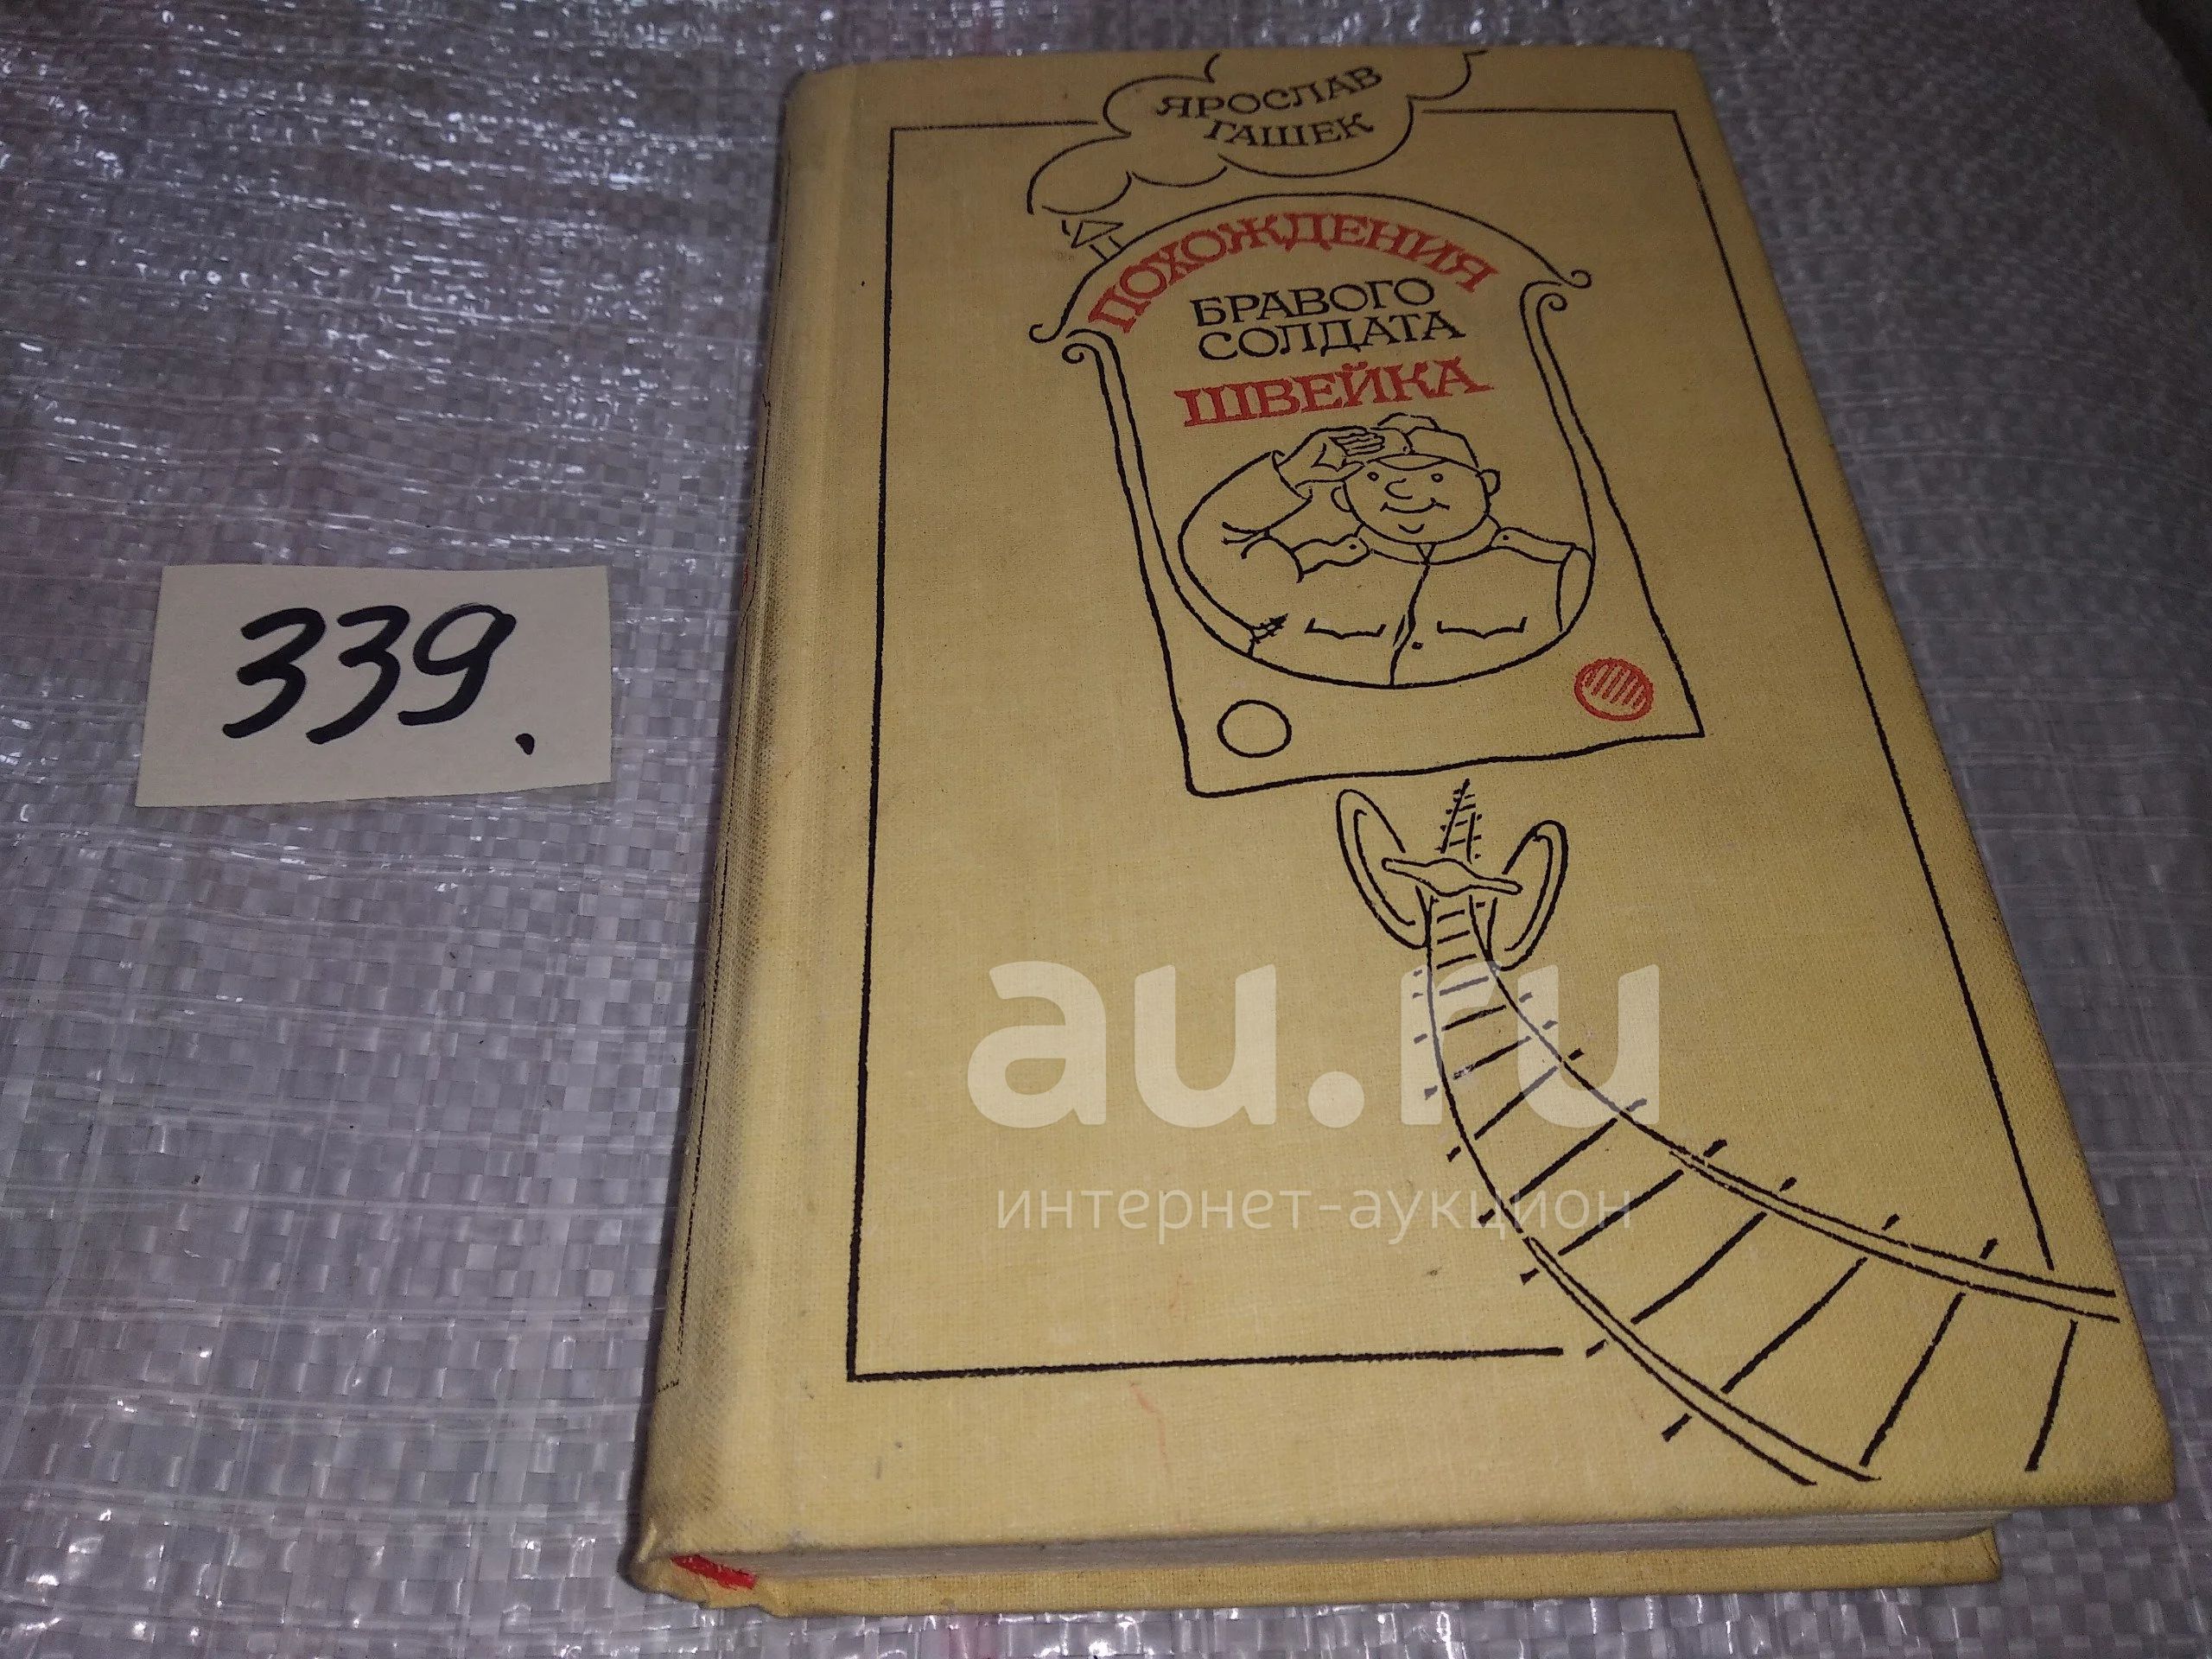 ЯРОСЛАВ
ГАШЕК
ПОХОЖДЕНИЯ
БРАВОГО
СОЛДАТА
ШВЕЙКА
339.
au.ru
интернет-аукцион